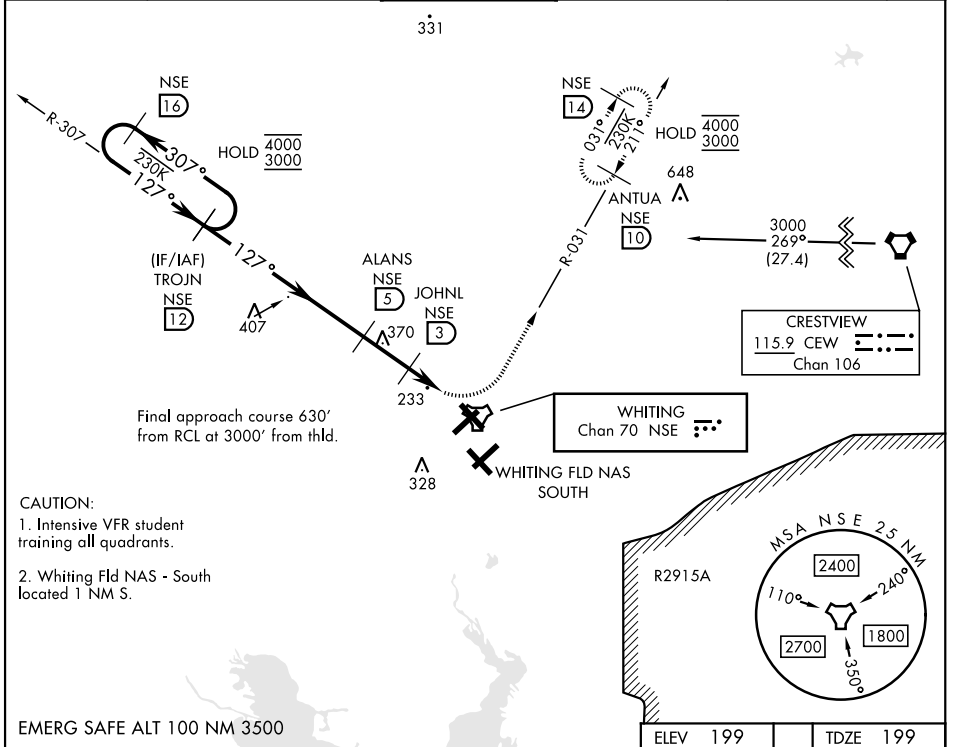 331
NSE
16
R-307
HOLD 4000
3000
307°
230K
127°
127°
(IF/IAF)
TROJN
NSE
12
407
ALANS
NSE
5
370
JOHNL
NSE
3
233
NSE
14
031°
230K
211°
HOLD 4000
3000
648
ANTUA
NSE
10
R-031
3000
269°
(27.4)
CRESTVIEW
115.9 CEW
Chan 106
WHITING
Chan 70 NSE
WHITING FLD NAS
SOUTH
328
Final approach course 630'
from RCL at 3000' from thld.
CAUTION:
1. Intensive VFR student
training all quadrants.
2. Whiting Fld NAS - South
located 1 NM S.
R2915A
MSA NSE 25 NM
2400
110°
240°
2700
1800
350°
EMERG SAFE ALT 100 NM 3500
ELEV 199
TDZE 199